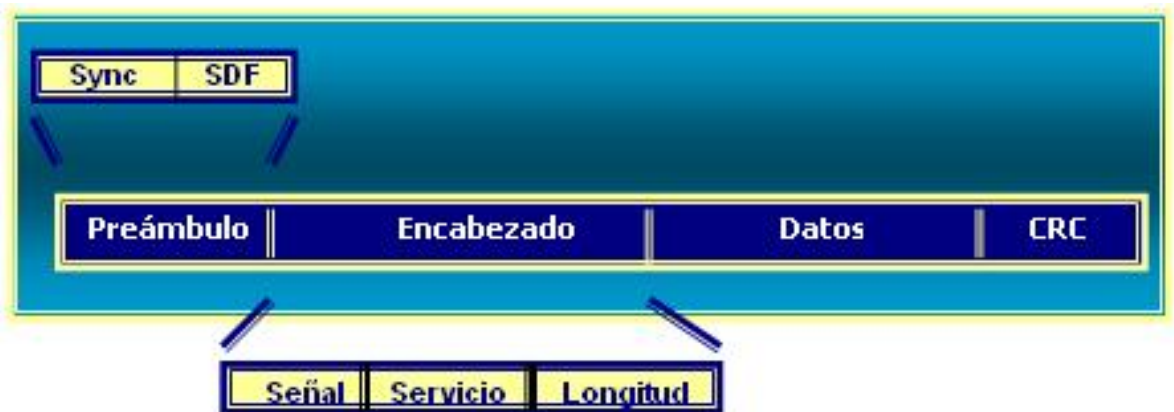 Sync SDF
Preámbulo Encabezado Datos CRC
Señal Servicio Longitud